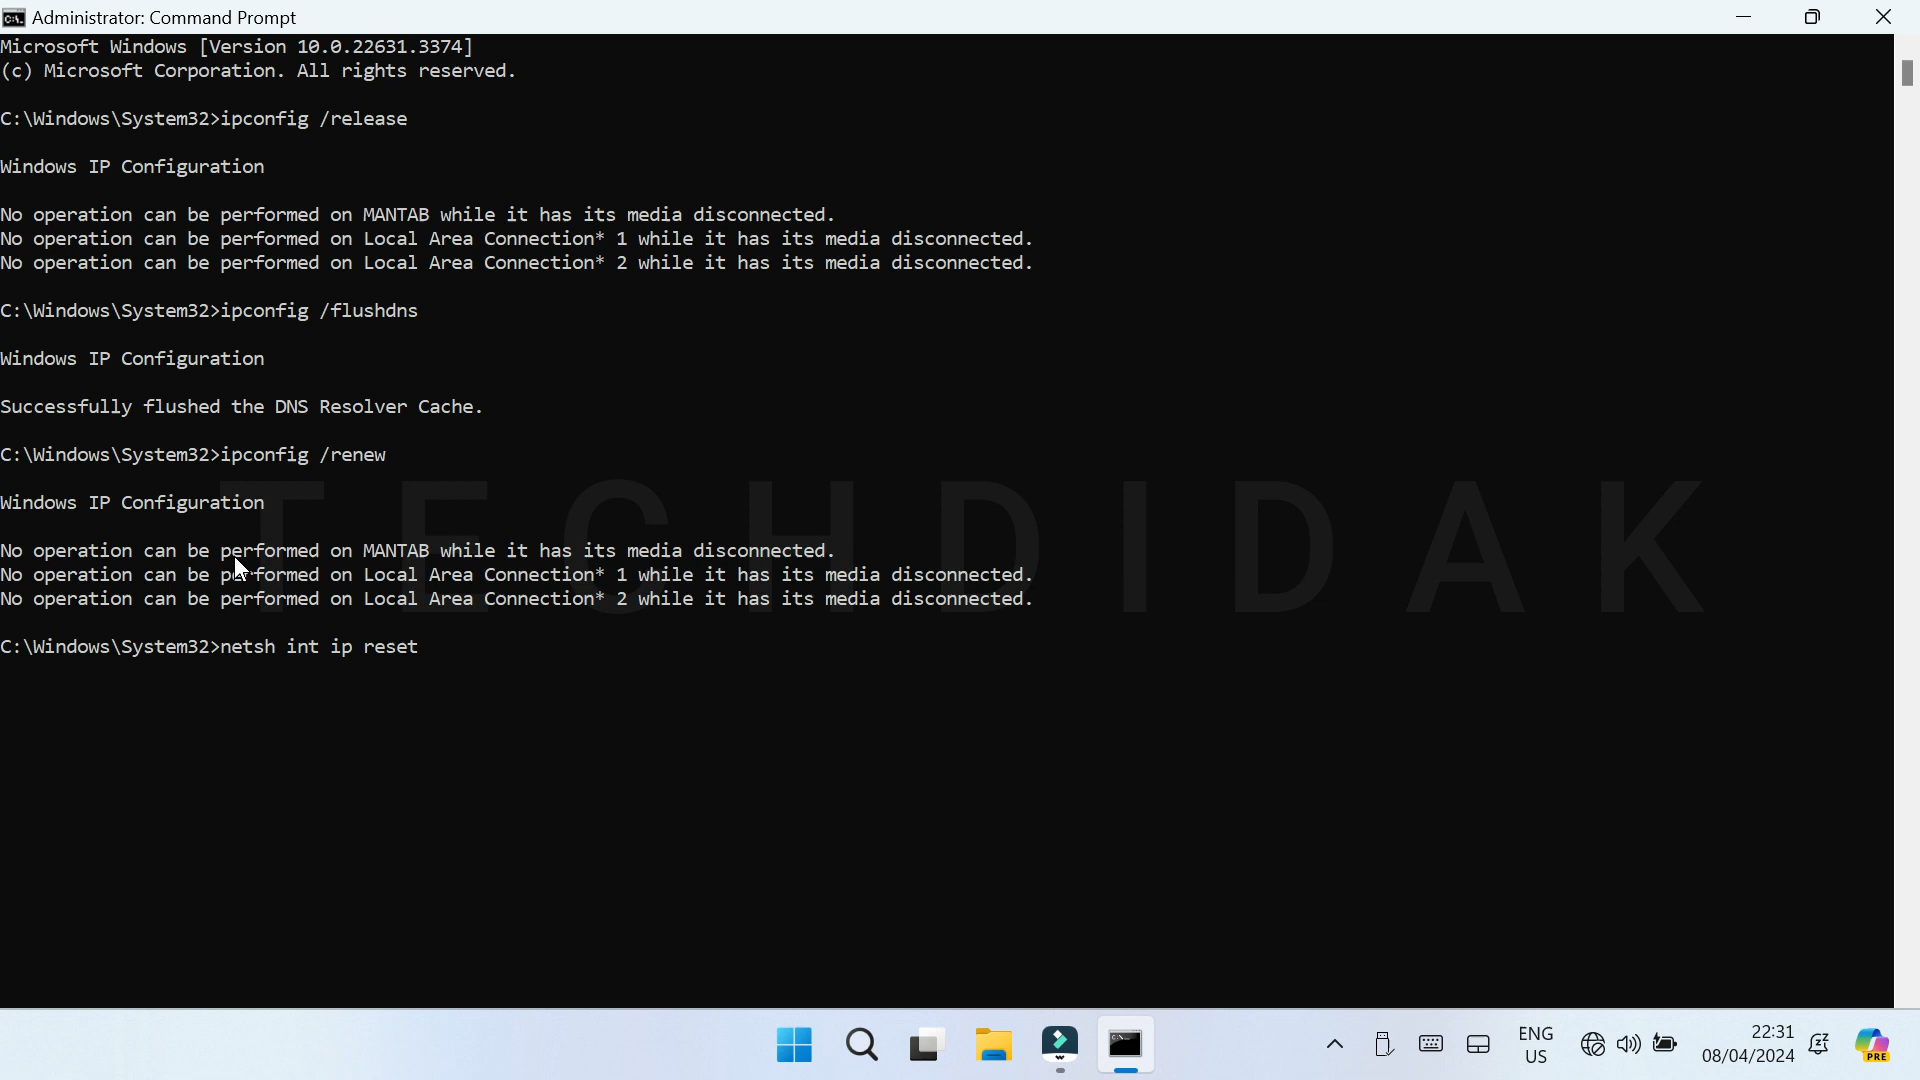 Administrator: Command Prompt
Microsoft Windows [Version 10.0.22631.3374]
(c) Microsoft Corporation. All rights reserved.
C:\Windows\System32>ipconfig /release
Windows IP Configuration
No operation can be performed on MANTAB while it has its media disconnected.
No operation can be performed on Local Area Connection* 1 while it has its media disconnected.
No operation can be performed on Local Area Connection* 2 while it has its media disconnected.
C:\Windows\System32>ipconfig /flushdns
Windows IP Configuration
Successfully flushed the DNS Resolver Cache.
C:\Windows\System32>ipconfig /renew
Windows IP Configuration
No operation can be performed on MANTAB while it has its media disconnected.
No operation can be performed on Local Area Connection* 1 while it has its media disconnected.
No operation can be performed on Local Area Connection* 2 while it has its media disconnected.
TECHDIDAK
C:\Windows\System32>netsh int ip reset
ENG
US
22:31
08/04/2024
PRE